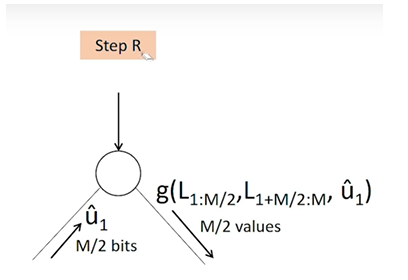 Step R
g(L1:M/2,L1+M/2:M, û1)
û1
M/2 values
M/2 bits